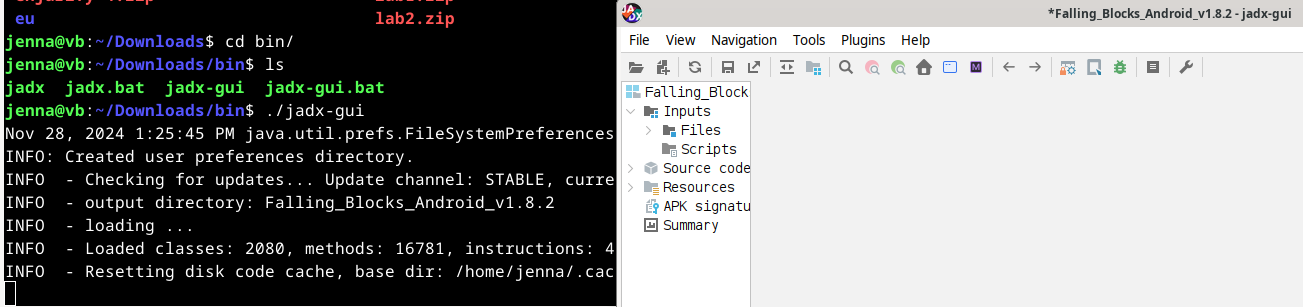 eu lab2.zip
jenna@vb:~/Downloads$ cd bin/
jenna@vb:~/Downloads/bin$ ls
jadx jadx.bat jadx-gui jadx-gui.bat
jenna@vb:~/Downloads/bin$ ./jadx-gui
Nov 28, 2024 1:25:45 PM java.util.prefs.FileSystemPreferences
INFO: Created user preferences directory.
INFO - Checking for updates... Update channel: STABLE, curre
INFO - output directory: Falling_Blocks_Android_v1.8.2
INFO - loading ...
INFO - Loaded classes: 2080, methods: 16781, instructions: 4
INFO - Resetting disk code cache, base dir: /home/jenna/.cac
*Falling_Blocks_Android_v1.8.2 - jadx-gui
File View Navigation Tools Plugins Help
Falling_Block
Inputs
Files
Scripts
Source code
Resources
APK signatu
Summary